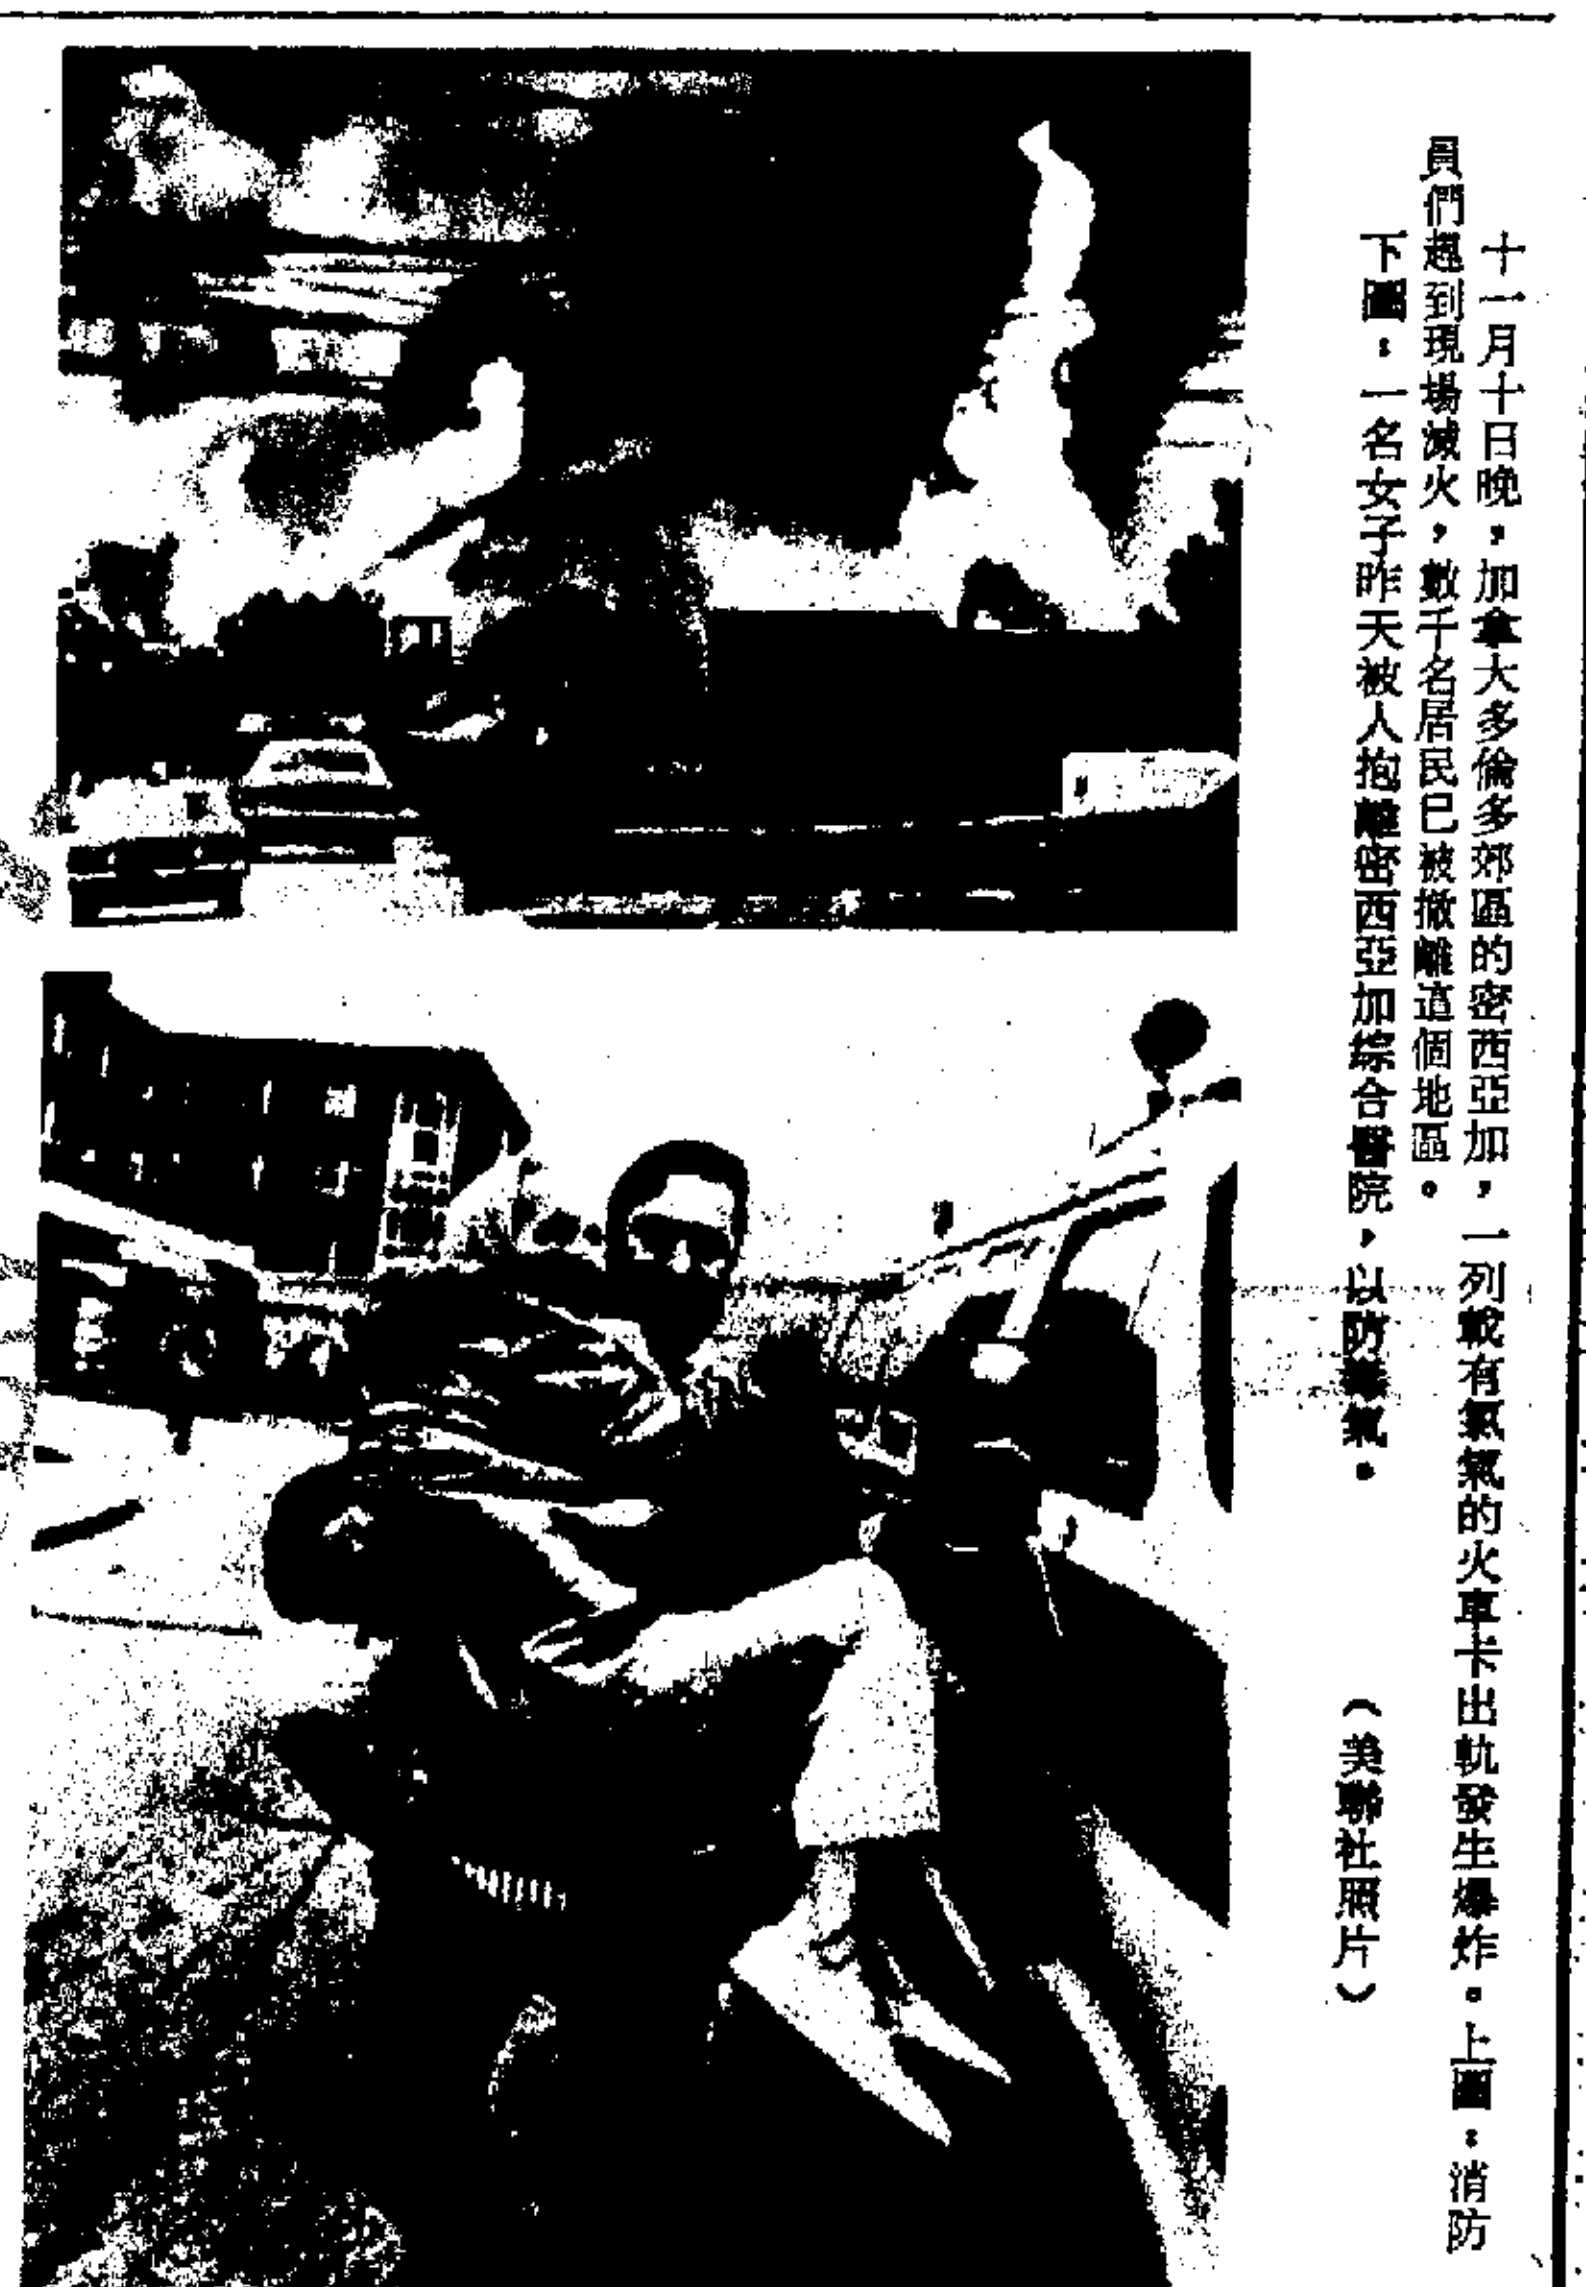 十一月十日晚，加拿大多倫多郊區的密西亞加，一列載有氯氣的火車卡出軌發生爆炸。上圖：消防
員們趕到現場滅火，數千名居民已被撤離這個地區。
下圖：一名女子昨天被人抱離密西亞加綜合醫院，以防毒氣。
（美聯社照片）